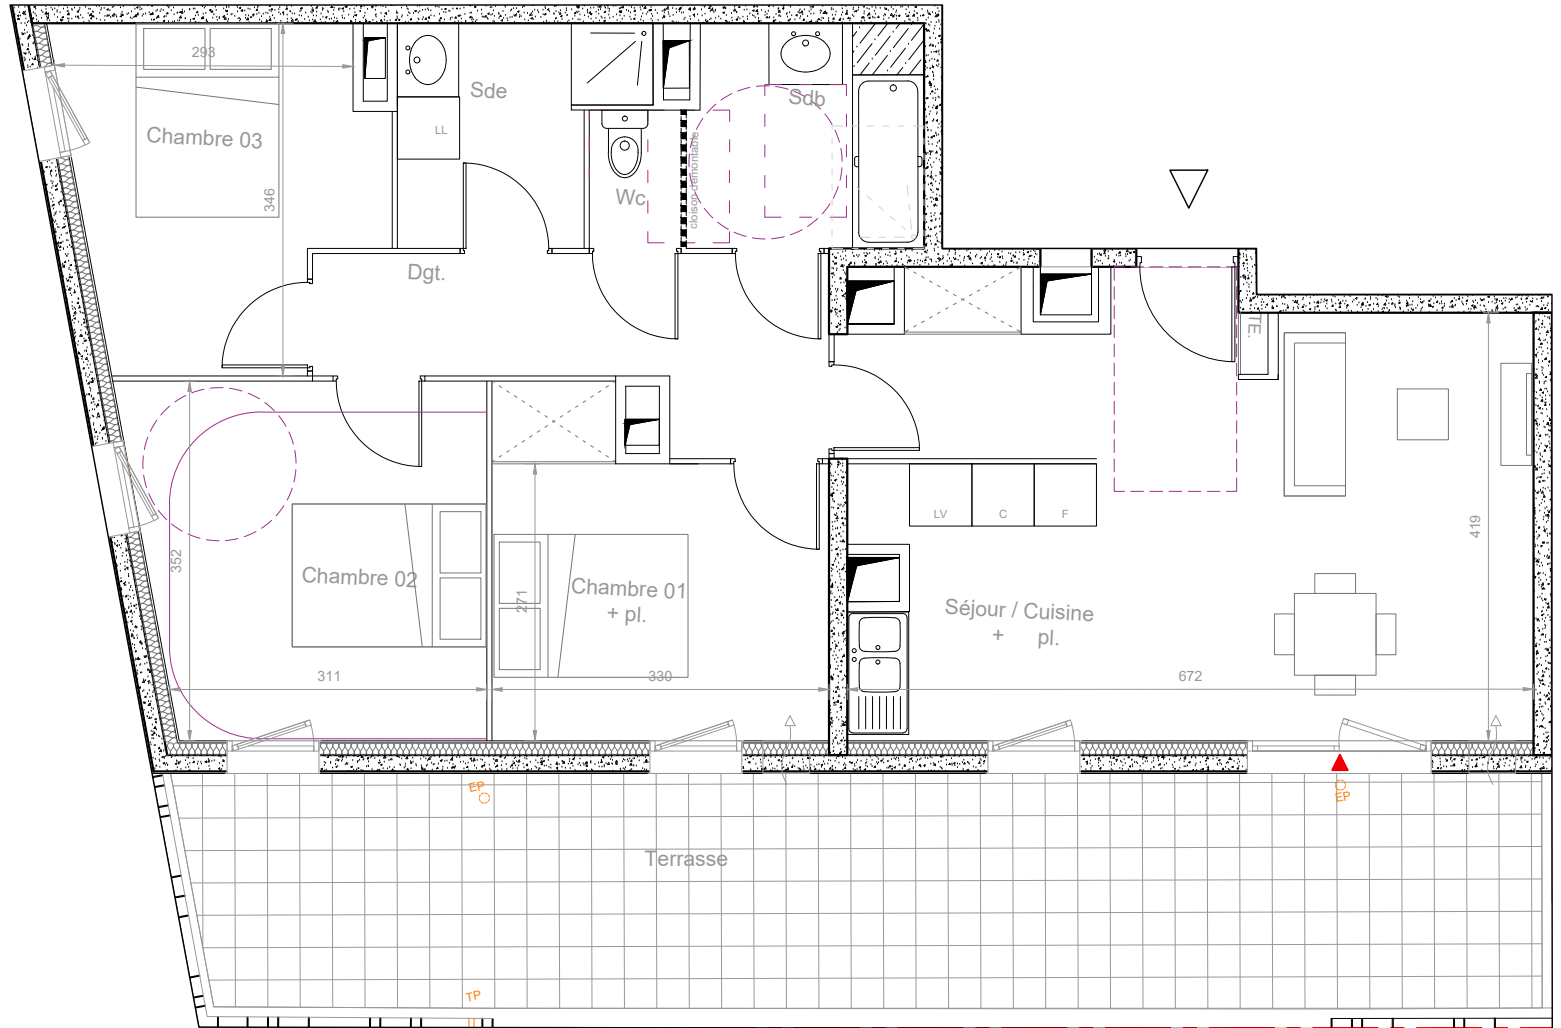 293
Sde
Sdb
Chambre 03
LL
cloison démontable
346
Wc
Dgt.
TE.
419
352
LV
C
F
Chambre 02
Chambre 01
+ pl.
271
Séjour / Cuisine
+ pl.
311
330
672
EP
EP
Terrasse
TP